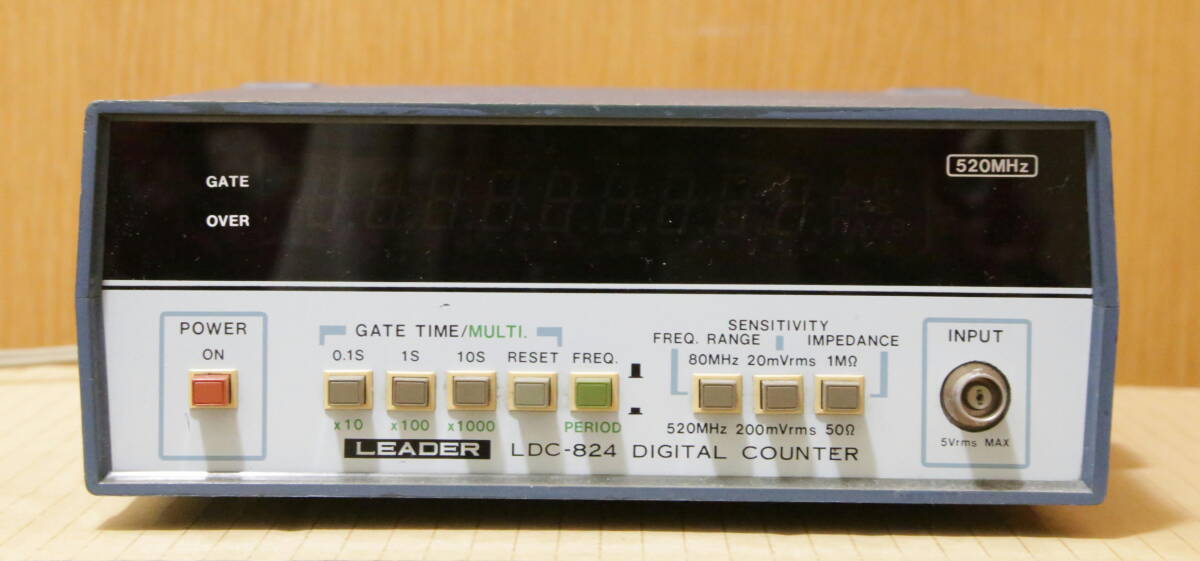 GATE
520MHz
OVER
POWER
ON
GATE TIME/MULTI.
0.1S 1S 10S RESET FREQ.
x10 x100 x1000 PERIOD
SENSITIVITY
FREQ. RANGE IMPEDANCE
80MHz 20mVrms 1MΩ
520MHz 200mVrms 50Ω
INPUT
5Vrms MAX
LEADER LDC-824 DIGITAL COUNTER